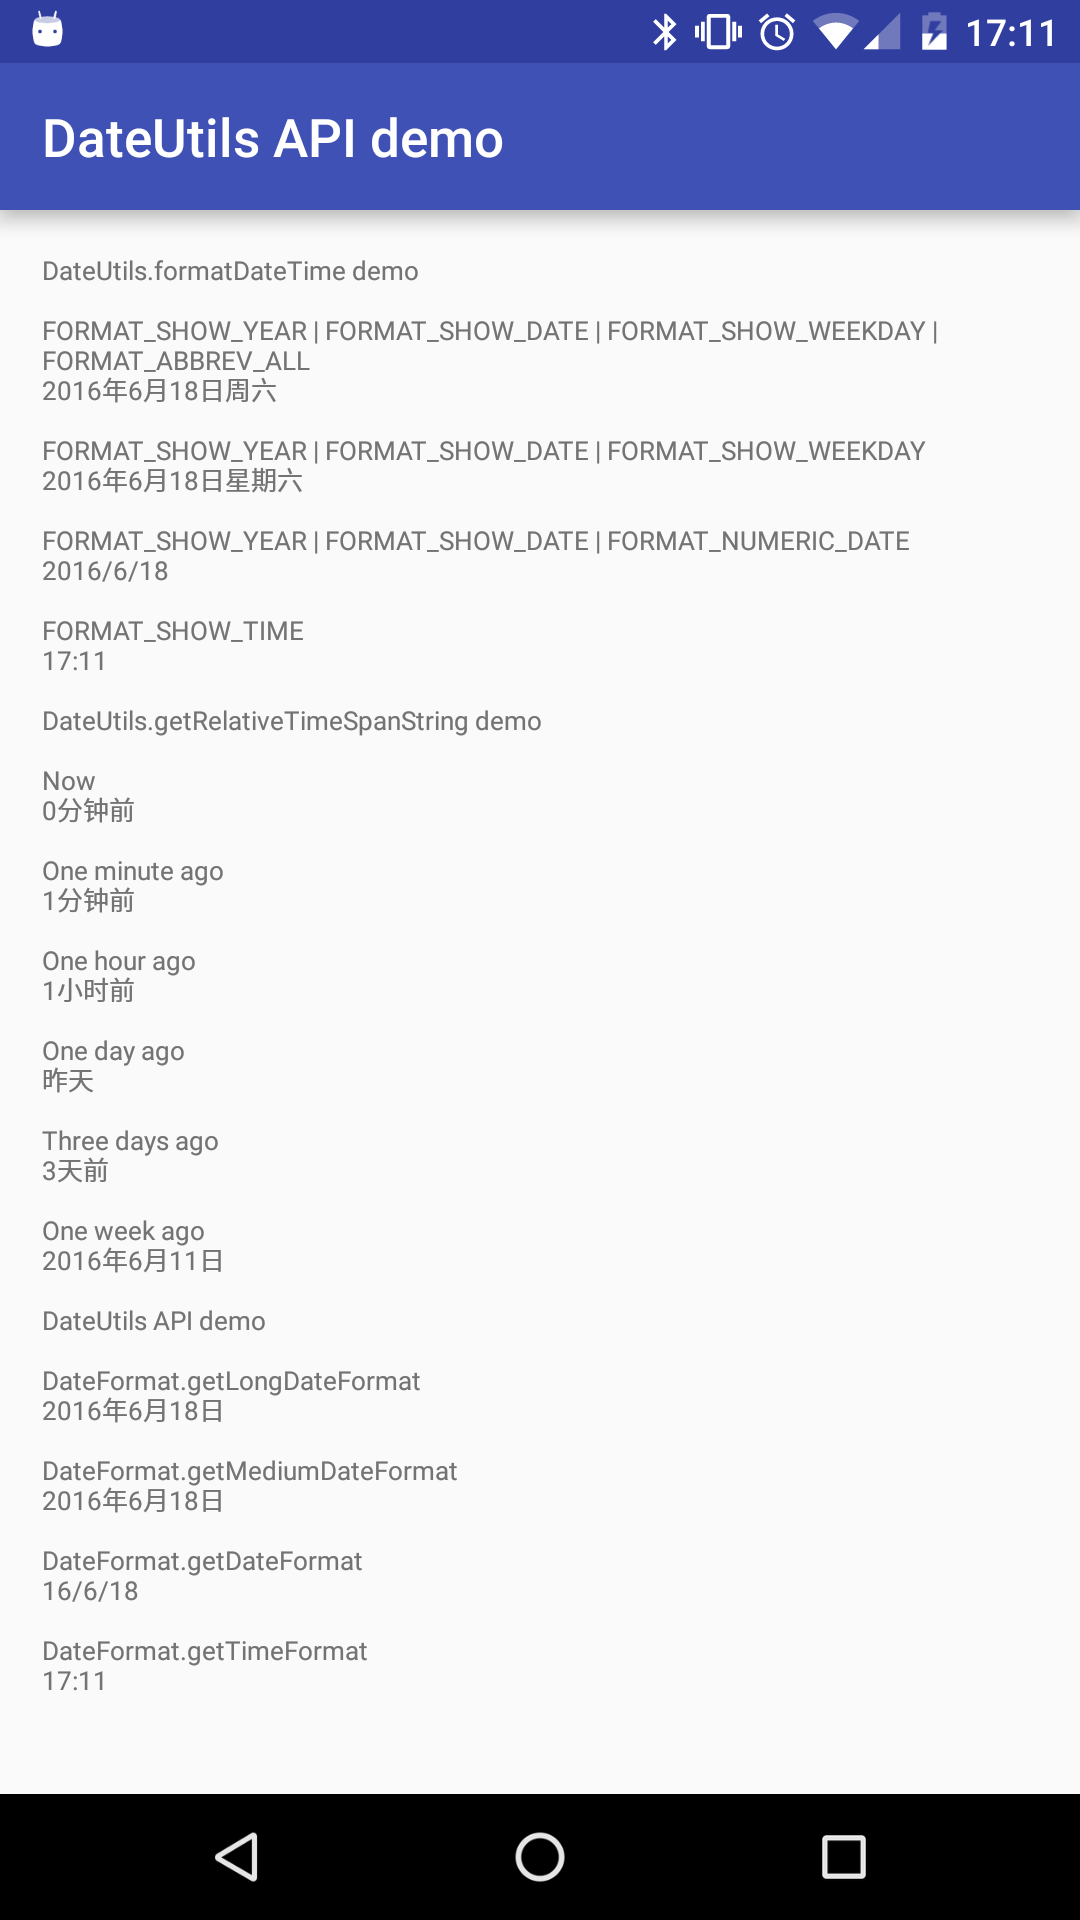 17:11
DateUtils API demo
DateUtils.formatDateTime demo
FORMAT_SHOW_YEAR | FORMAT_SHOW_DATE | FORMAT_SHOW_WEEKDAY |
FORMAT_ABBREV_ALL
2016年6月18日周六
FORMAT_SHOW_YEAR | FORMAT_SHOW_DATE | FORMAT_SHOW_WEEKDAY
2016年6月18日星期六
FORMAT_SHOW_YEAR | FORMAT_SHOW_DATE | FORMAT_NUMERIC_DATE
2016/6/18
FORMAT_SHOW_TIME
17:11
DateUtils.getRelativeTimeSpanString demo
Now
0分钟前
One minute ago
1分钟前
One hour ago
1小时前
One day ago
昨天
Three days ago
3天前
One week ago
2016年6月11日
DateUtils API demo
DateFormat.getLongDateFormat
2016年6月18日
DateFormat.getMediumDateFormat
2016年6月18日
DateFormat.getDateFormat
16/6/18
DateFormat.getTimeFormat
17:11